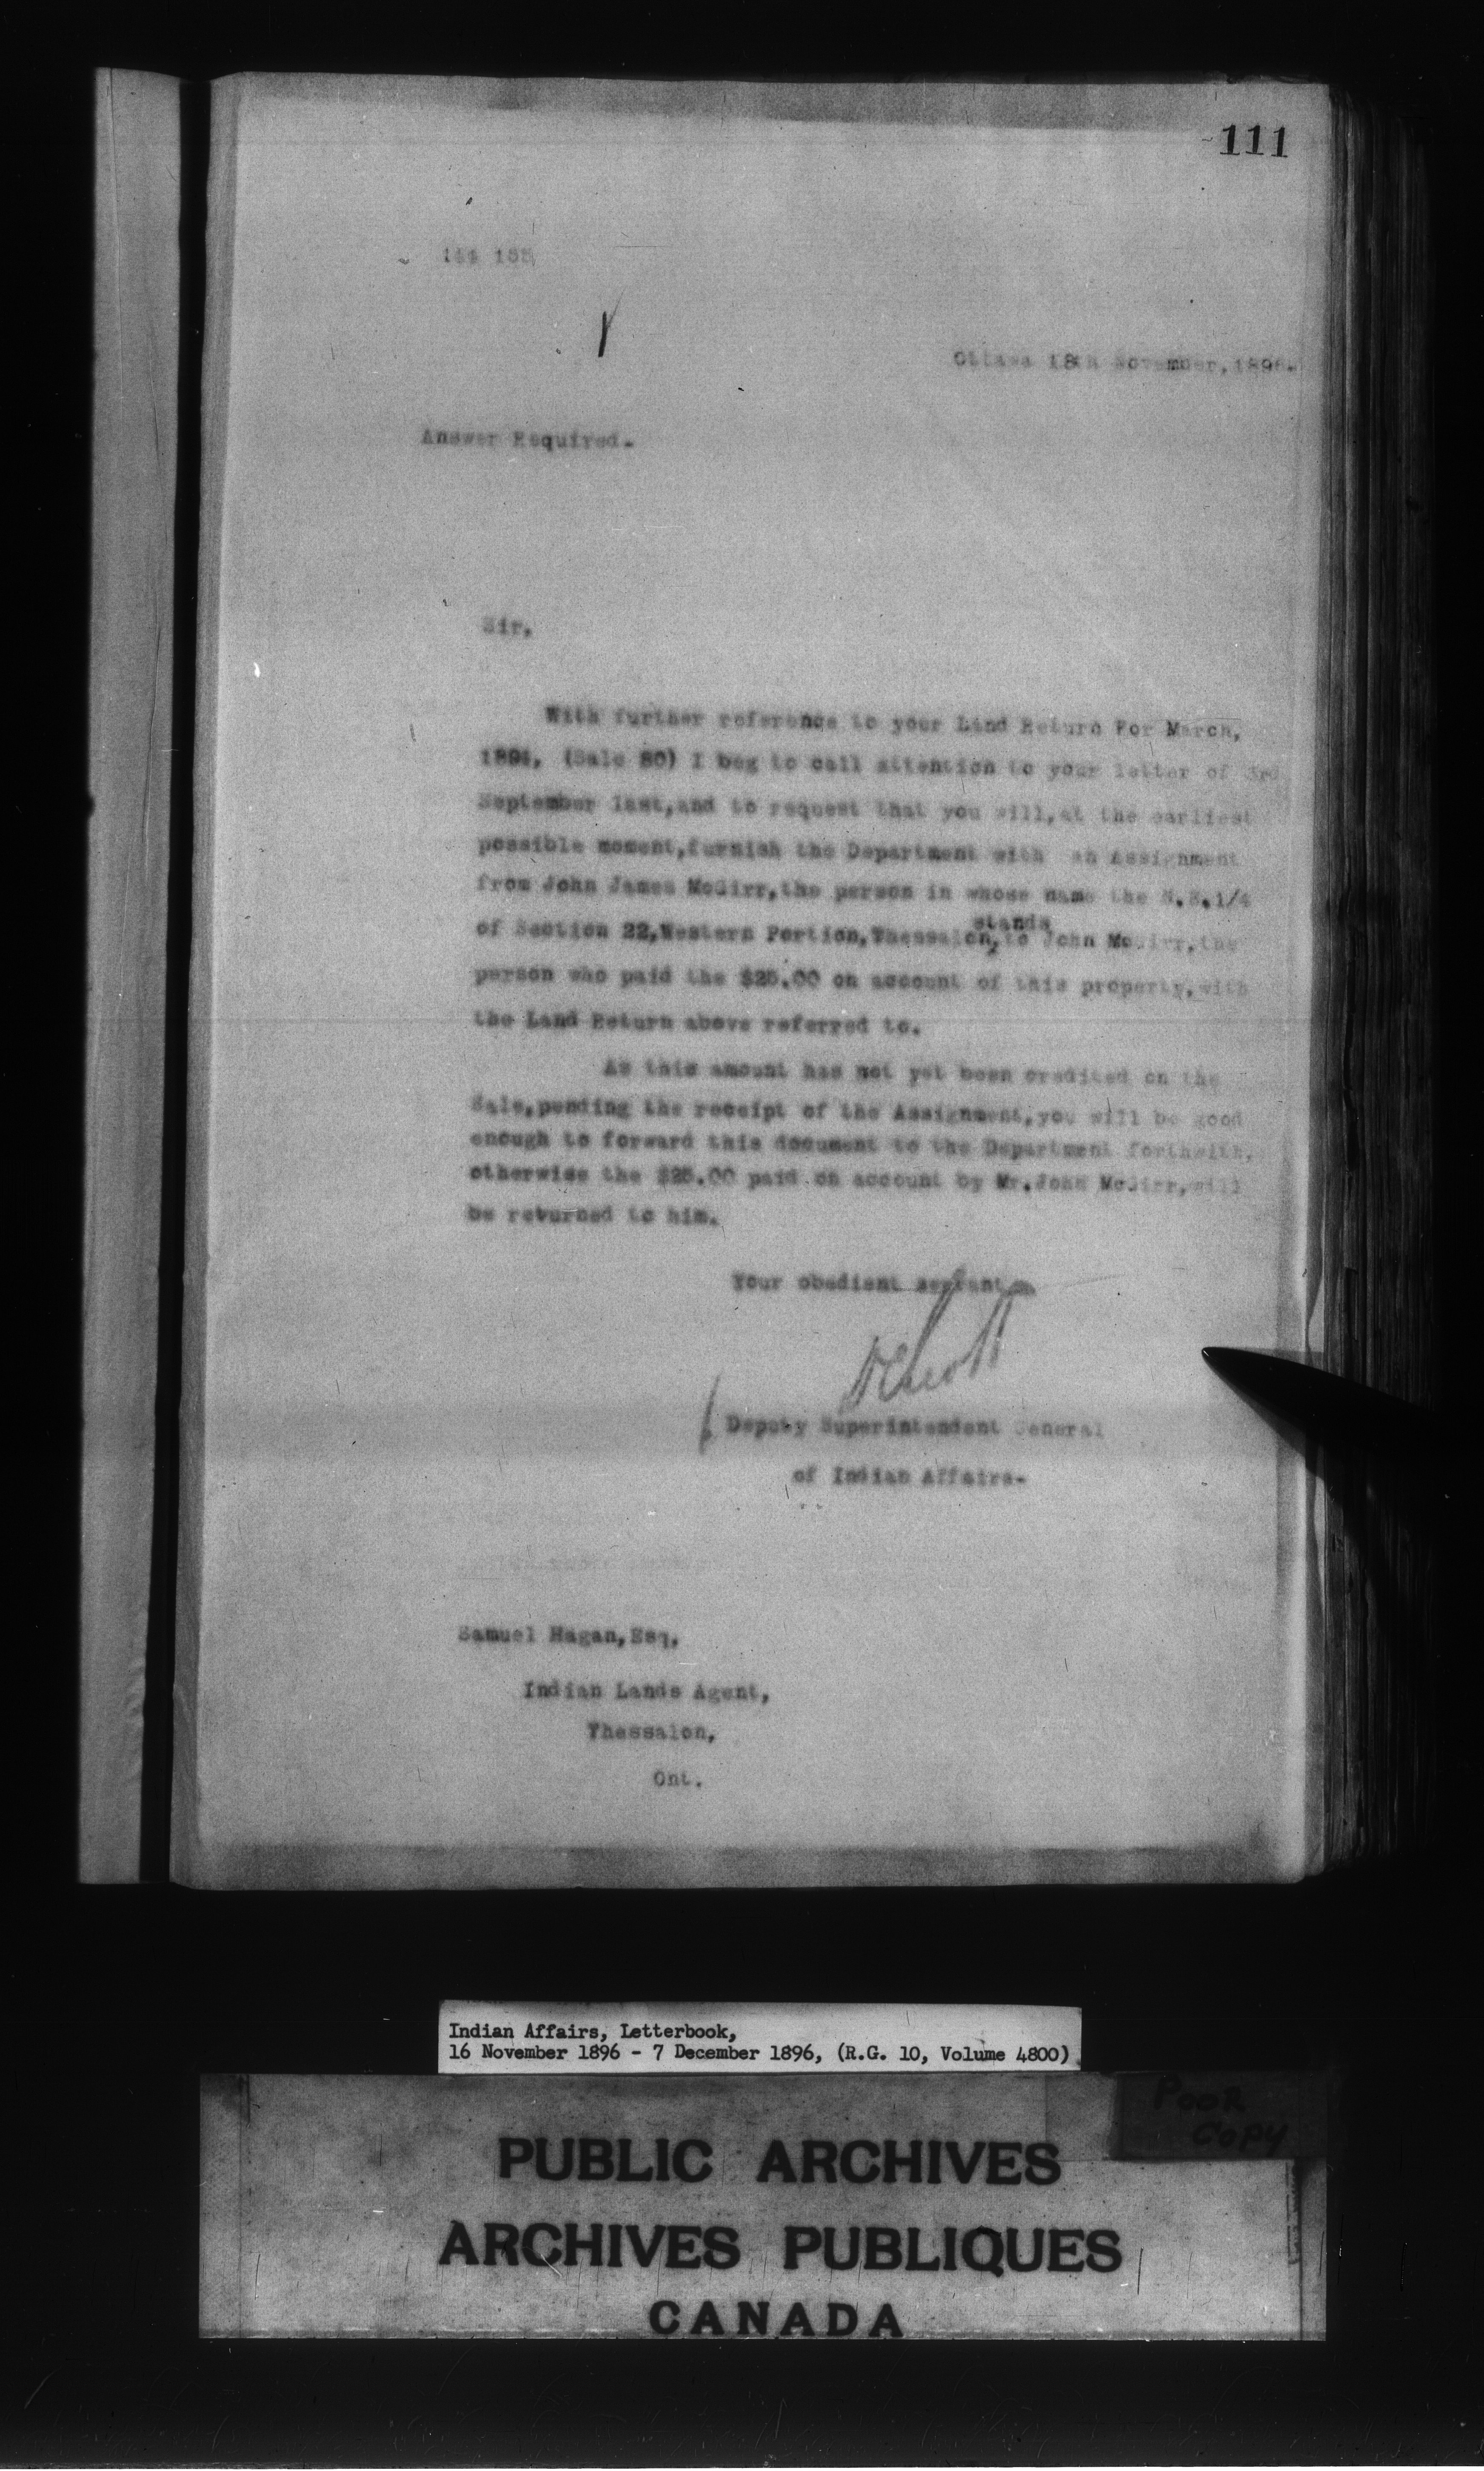 111
Ottawa 18th November, 1896.
Answer Required.
Sir,
With further reference to your Land Return For March,
(Sale 80) I beg to call attention to your letter of 3rd
September last, and to request that you will, at the earliest
possible moment, furnish the Department with an Assignment
from John James McGirr, the person in whose name the 1/4
stands
of Section 22, Western Portion, Thessalon, to John McGirr, the
person who paid the $25.00 on account of this property, with
the Land Return above referred to.
As this amount has not yet been credited on the
Sale, pending the receipt of the Assignment, you will be good
enough to forward this document to the Department forthwith,
otherwise the $25.00 paid on account by Mr. John McGirr, will
be returned to him.
Your obedient servant
Deputy Superintendent General
of Indian Affairs.
Samuel Hagan, Esq,
Indian Lands Agent,
Thessalon,
Ont.
Indian Affairs, Letterbook,
16 November 1896 - 7 December 1896, (R.G. 10, Volume 4800)
POOR
COPY
PUBLIC ARCHIVES
ARCHIVES PUBLIQUES
CANADA